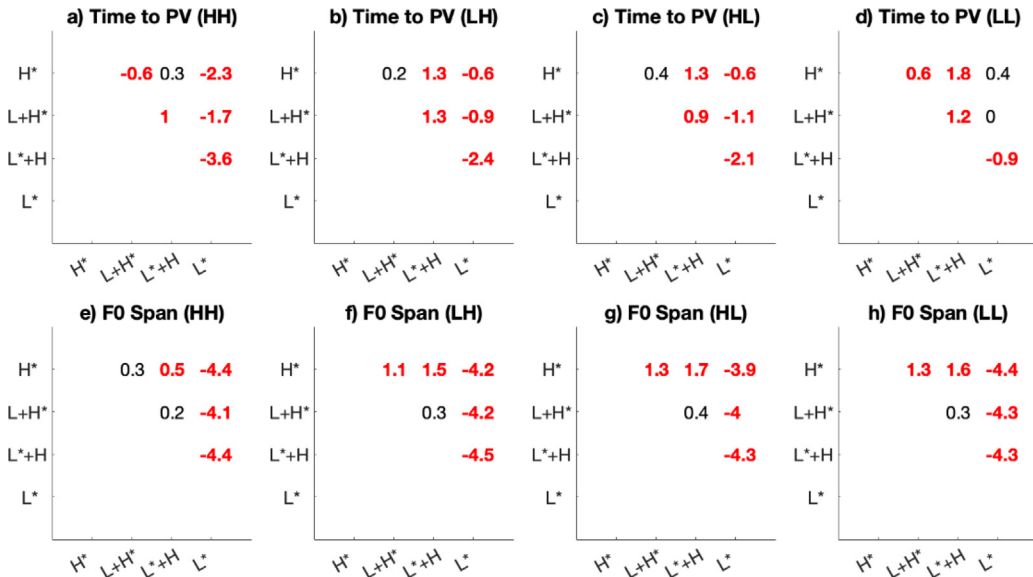 a) Time to PV (HH)
H* -0.6 0.3 -2.3
L+H* 1 -1.7
L*+H -3.6
L*
H* L+H* L*+H L*
b) Time to PV (LH)
H* 0.2 1.3 -0.6
L+H* 1.3 -0.9
L*+H -2.4
L*
H* L+H* L*+H L*
c) Time to PV (HL)
H* 0.4 1.3 -0.6
L+H* 0.9 -1.1
L*+H -2.1
L*
H* L+H* L*+H L*
d) Time to PV (LL)
H* 0.6 1.8 0.4
L+H* 1.2 0
L*+H -0.9
L*
H* L+H* L*+H L*
e) F0 Span (HH)
H* 0.3 0.5 -4.4
L+H* 0.2 -4.1
L*+H -4.4
L*
H* L+H* L*+H L*
f) F0 Span (LH)
H* 1.1 1.5 -4.2
L+H* 0.3 -4.2
L*+H -4.5
L*
H* L+H* L*+H L*
g) F0 Span (HL)
H* 1.3 1.7 -3.9
L+H* 0.4 -4
L*+H -4.3
L*
H* L+H* L*+H L*
h) F0 Span (LL)
H* 1.3 1.6 -4.4
L+H* 0.3 -4.3
L*+H -4.3
L*
H* L+H* L*+H L*